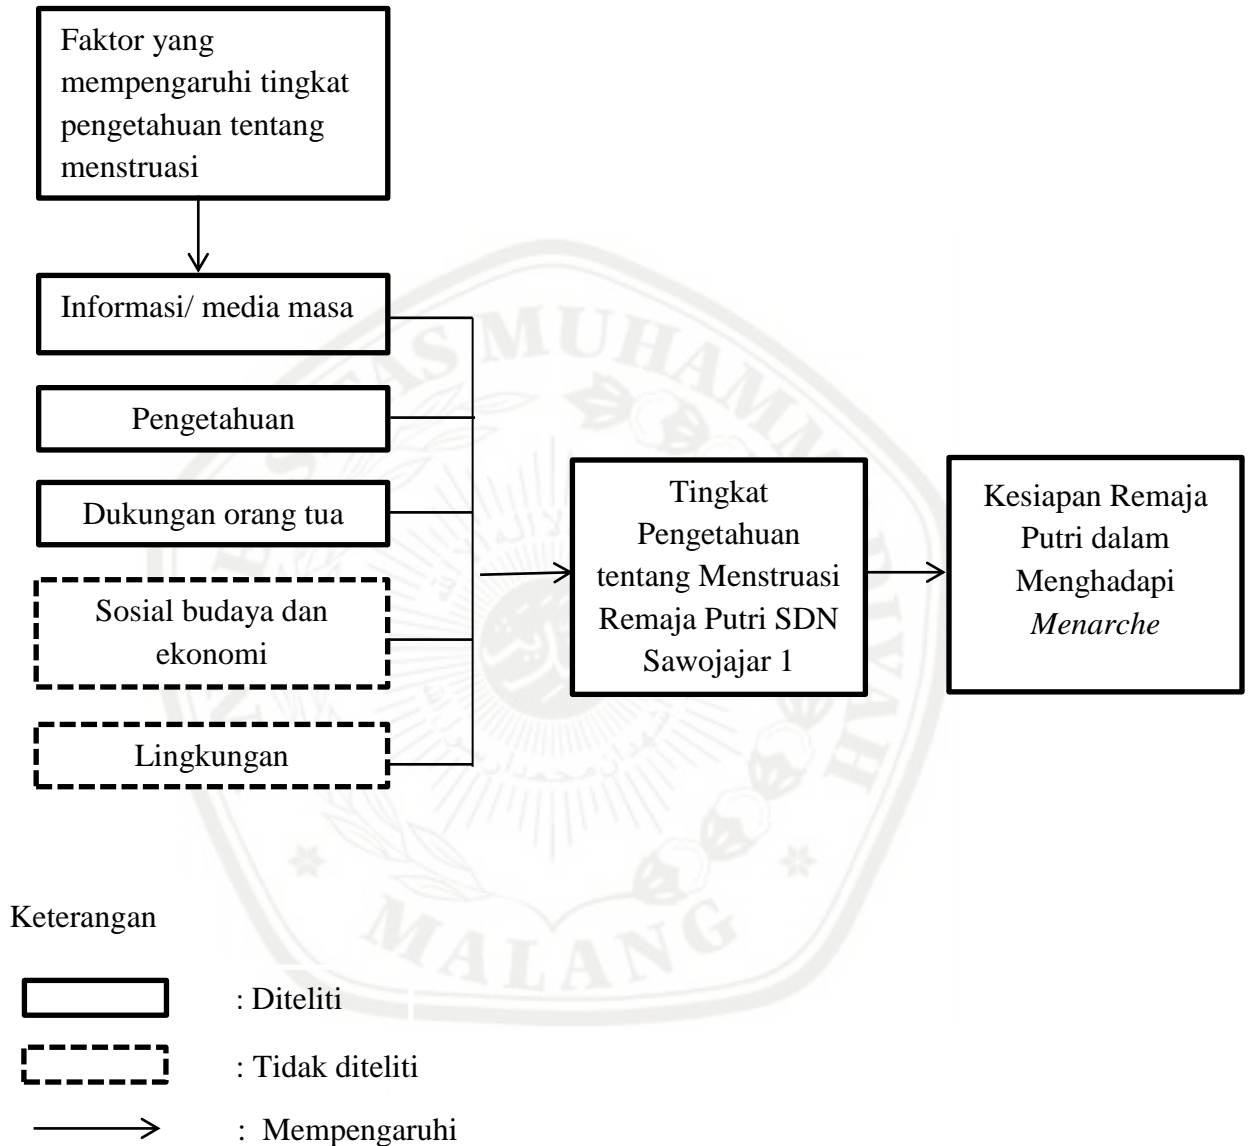 Faktor yang
mempengaruhi tingkat
pengetahuan tentang
menstruasi
Informasi/ media masa
Pengetahuan
Dukungan orang tua
Sosial budaya dan
ekonomi
Lingkungan
Tingkat
Pengetahuan
tentang Menstruasi
Remaja Putri SDN
Sawojajar 1
Kesiapan Remaja
Putri dalam
Menghadapi
Menarche
Keterangan
: Diteliti
: Tidak diteliti
: Mempengaruhi
MUHAMMADIYAH
MALANG